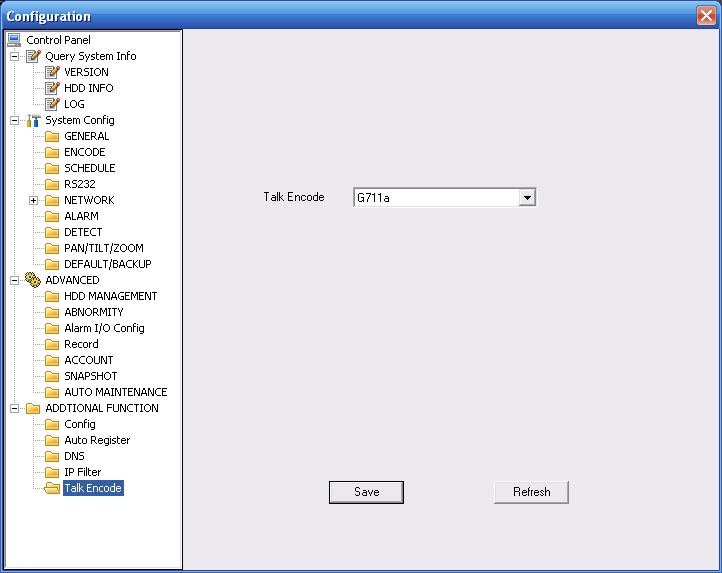 Configuration
Control Panel
Query System Info
VERSION
HDD INFO
LOG
System Config
GENERAL
ENCODE
SCHEDULE
RS232
NETWORK
ALARM
DETECT
PAN/TILT/ZOOM
DEFAULT/BACKUP
ADVANCED
HDD MANAGEMENT
ABNORMITY
Alarm I/O Config
Record
ACCOUNT
SNAPSHOT
AUTO MAINTENANCE
ADDTIONAL FUNCTION
Config
Auto Register
DNS
IP Filter
Talk Encode
Talk Encode G711a
Save Refresh